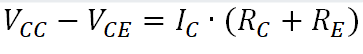 V_CC − V_CE = I_C · (R_C + R_E)